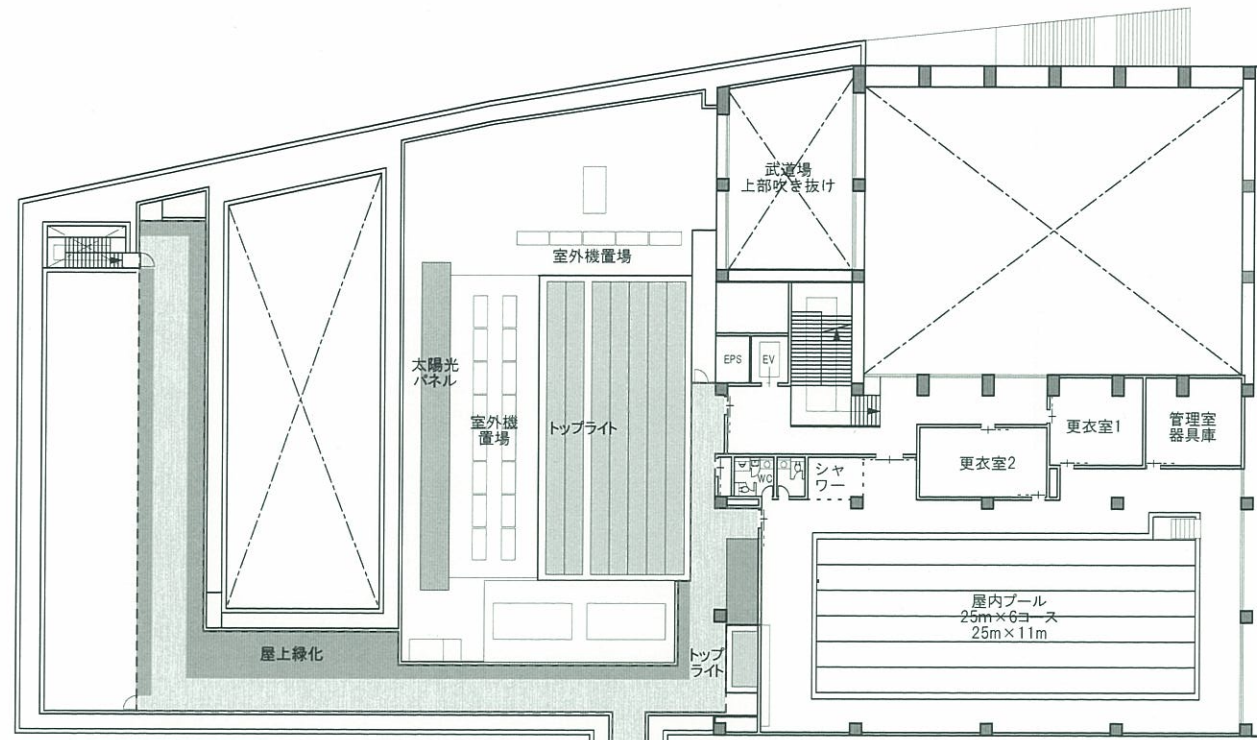 武道場
上部吹き抜け
室外機置場
太陽光
パネル
室外機
置場
トップライト
EPS
EV
更衣室1
管理室
器具庫
更衣室2
WC
シャ
ワー
屋内プール
25m×6コース
25m×11m
屋上緑化
トップ
ライト